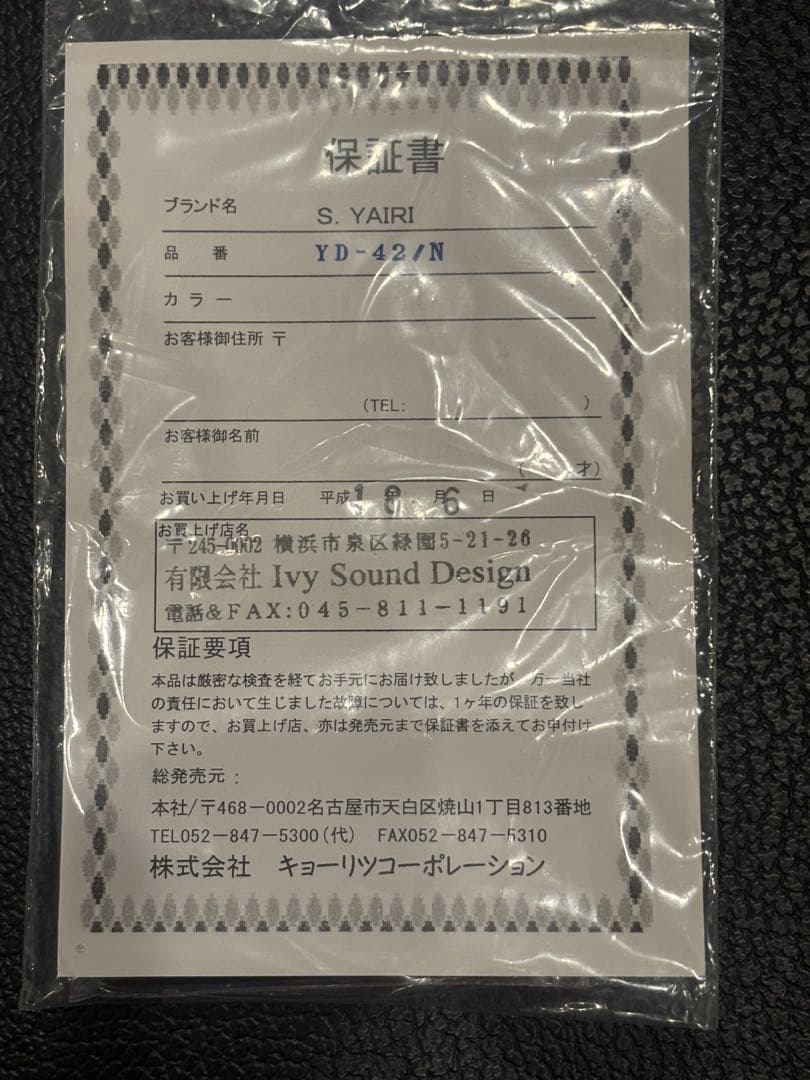 保証書
ブランド名 S. YAIRI
品 番 YD-42/N
カラー
お客様御住所 〒
(TEL: )
お客様御名前
( 才)
お買い上げ年月日 平成 年 月 6 日
お買上げ店名
〒245-0002 横浜市泉区緑園5-21-26
有限会社 Ivy Sound Design
電話&FAX:045-811-1191
保証要項
本品は厳密な検査を経てお手元にお届け致しましたが 万一当社
の責任において生じました故障については、1ヶ年の保証を致し
ますので、お買上げ店、亦は発売元まで保証書を添えてお申付け
下さい。
総発売元:
本社/〒468-0002名古屋市天白区焼山1丁目813番地
TEL052-847-5300(代) FAX052-847-5310
株式会社 キョーリツコーポレーション